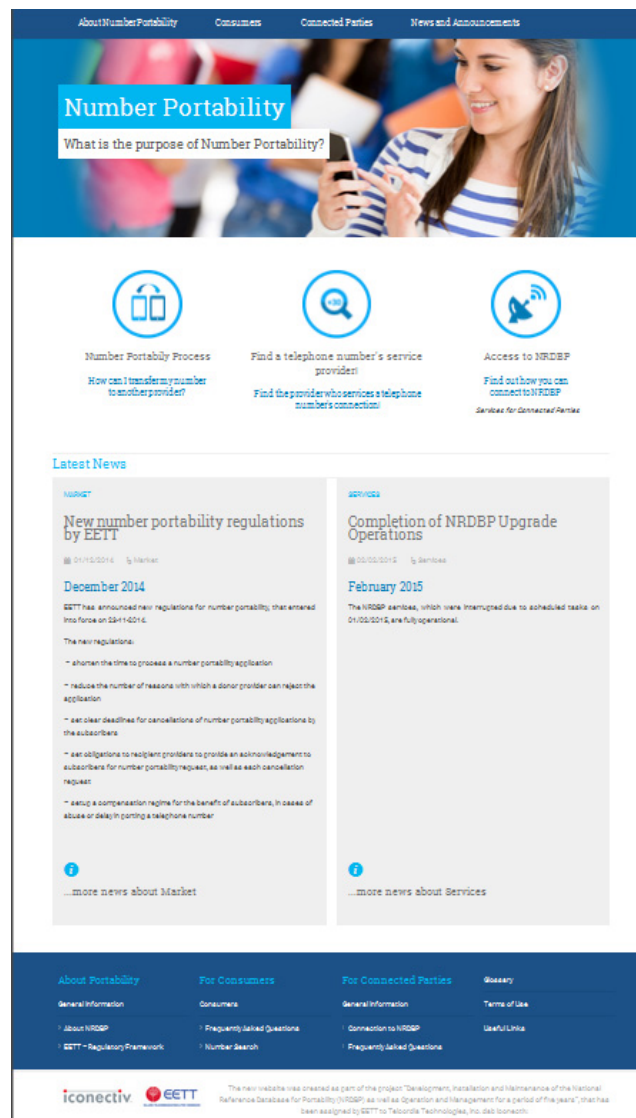 About Number Portability Consumers Connected Parties News and Announcements
Number Portability
What is the purpose of Number Portability?
Number Portabily Process
How can I transfer my number
to another provider?
Find a telephone number's service
provider!
Find the provider who services a telephone
number's connection!
Access to NRDBP
Find out how you can
connect to NRDBP
Services for Connected Parties
Latest News
MARKET
New number portability regulations
by EETT
01/12/2014 Market
December 2014
EETT has announced new regulations for number portability, that entered
into force on 29-11-2014.
The new regulations:
– shorten the time to process a number portability application
– reduce the number of reasons with which a donor provider can reject the
application
– set clear deadlines for cancellations of number portability applications by
the subscribers
– set obligations to recipient providers to provide an acknowledgement to
subscribers for number portability request, as well as each cancellation
request
– setup a compensation regime for the benefit of subscribers, in cases of
abuse or delay in porting a telephone number
...more news about Market
SERVICES
Completion of NRDBP Upgrade
Operations
02/02/2015 Services
February 2015
The NRDBP services, which were interrupted due to scheduled tasks on
01/02/2015, are fully operational.
...more news about Services
About Portability
General Information
› About NRDBP
› EETT – Regulatory Framework
For Consumers
Consumers
› Frequently Asked Questions
› Number Search
For Connected Parties
General Information
› Connection to NRDBP
› Frequently Asked Questions
Glossary
Terms of Use
Useful Links
iconectiv EETT
The new website was created as part of the project "Development, Installation and Maintenance of the National
Reference Database for Portability (NRDBP) as well as Operation and Management for a period of five years", that has
been assigned by EETT to Telcordia Technologies, Inc. dab Iconectiv.